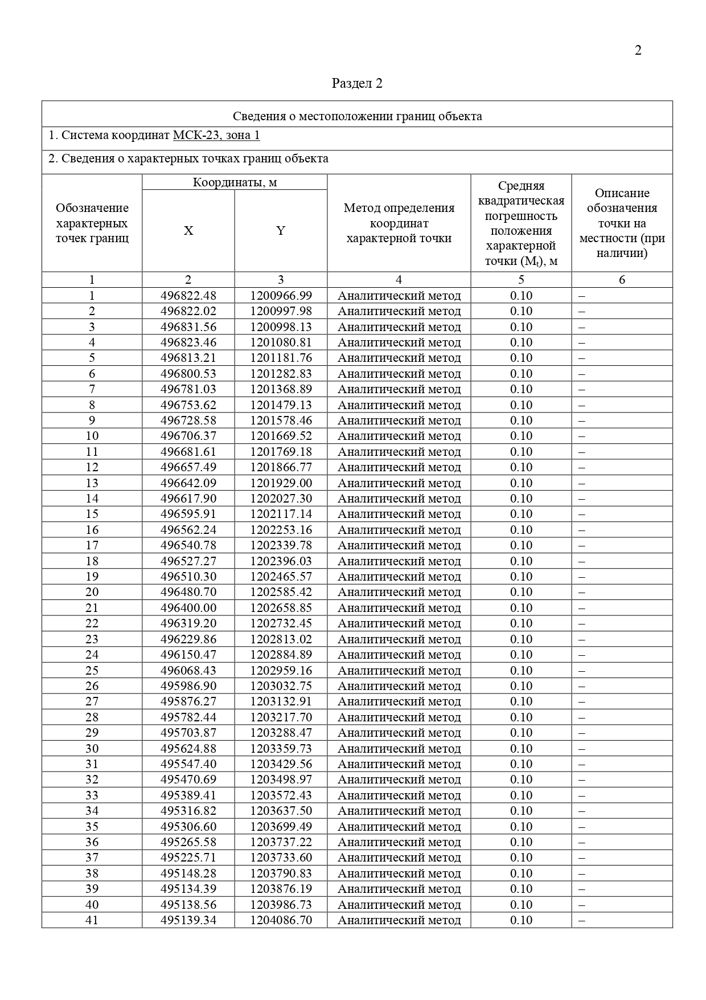 2
Раздел 2
Сведения о местоположении границ объекта
1. Система координат МСК-23, зона 1
2. Сведения о характерных точках границ объекта
Обозначение
характерных
точек границ
Координаты, м
X
Y
Метод определения
координат
характерной точки
Средняя
квадратическая
погрешность
положения
характерной
точки (Mt), м
Описание
обозначения
точки на
местности (при
наличии)
1 2 3 4 5 6
1 496822.48 1200966.99 Аналитический метод 0.10 –
2 496822.02 1200997.98 Аналитический метод 0.10 –
3 496831.56 1200998.13 Аналитический метод 0.10 –
4 496823.46 1201080.81 Аналитический метод 0.10 –
5 496813.21 1201181.76 Аналитический метод 0.10 –
6 496800.53 1201282.83 Аналитический метод 0.10 –
7 496781.03 1201368.89 Аналитический метод 0.10 –
8 496753.62 1201479.13 Аналитический метод 0.10 –
9 496728.58 1201578.46 Аналитический метод 0.10 –
10 496706.37 1201669.52 Аналитический метод 0.10 –
11 496681.61 1201769.18 Аналитический метод 0.10 –
12 496657.49 1201866.77 Аналитический метод 0.10 –
13 496642.09 1201929.00 Аналитический метод 0.10 –
14 496617.90 1202027.30 Аналитический метод 0.10 –
15 496595.91 1202117.14 Аналитический метод 0.10 –
16 496562.24 1202253.16 Аналитический метод 0.10 –
17 496540.78 1202339.78 Аналитический метод 0.10 –
18 496527.27 1202396.03 Аналитический метод 0.10 –
19 496510.30 1202465.57 Аналитический метод 0.10 –
20 496480.70 1202585.42 Аналитический метод 0.10 –
21 496400.00 1202658.85 Аналитический метод 0.10 –
22 496319.20 1202732.45 Аналитический метод 0.10 –
23 496229.86 1202813.02 Аналитический метод 0.10 –
24 496150.47 1202884.89 Аналитический метод 0.10 –
25 496068.43 1202959.16 Аналитический метод 0.10 –
26 495986.90 1203032.75 Аналитический метод 0.10 –
27 495876.27 1203132.91 Аналитический метод 0.10 –
28 495782.44 1203217.70 Аналитический метод 0.10 –
29 495703.87 1203288.47 Аналитический метод 0.10 –
30 495624.88 1203359.73 Аналитический метод 0.10 –
31 495547.40 1203429.56 Аналитический метод 0.10 –
32 495470.69 1203498.97 Аналитический метод 0.10 –
33 495389.41 1203572.43 Аналитический метод 0.10 –
34 495316.82 1203637.50 Аналитический метод 0.10 –
35 495306.60 1203699.49 Аналитический метод 0.10 –
36 495265.58 1203737.22 Аналитический метод 0.10 –
37 495225.71 1203733.60 Аналитический метод 0.10 –
38 495148.28 1203790.83 Аналитический метод 0.10 –
39 495134.39 1203876.19 Аналитический метод 0.10 –
40 495138.56 1203986.73 Аналитический метод 0.10 –
41 495139.34 1204086.70 Аналитический метод 0.10 –